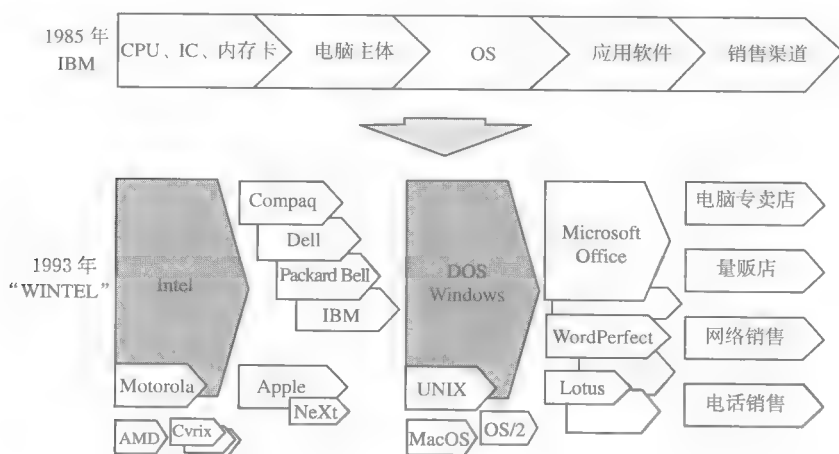 1985 年
IBM
CPU、IC、内存卡
电脑主体
OS
应用软件
销售渠道
1993 年
“WINTEL”
Intel
Motorola
AMD
Cvrix
Compaq
Dell
Packard Bell
IBM
Apple
NeXt
DOS
Windows
UNIX
MacOS
OS/2
Microsoft
Office
WordPerfect
Lotus
电脑专卖店
量贩店
网络销售
电话销售